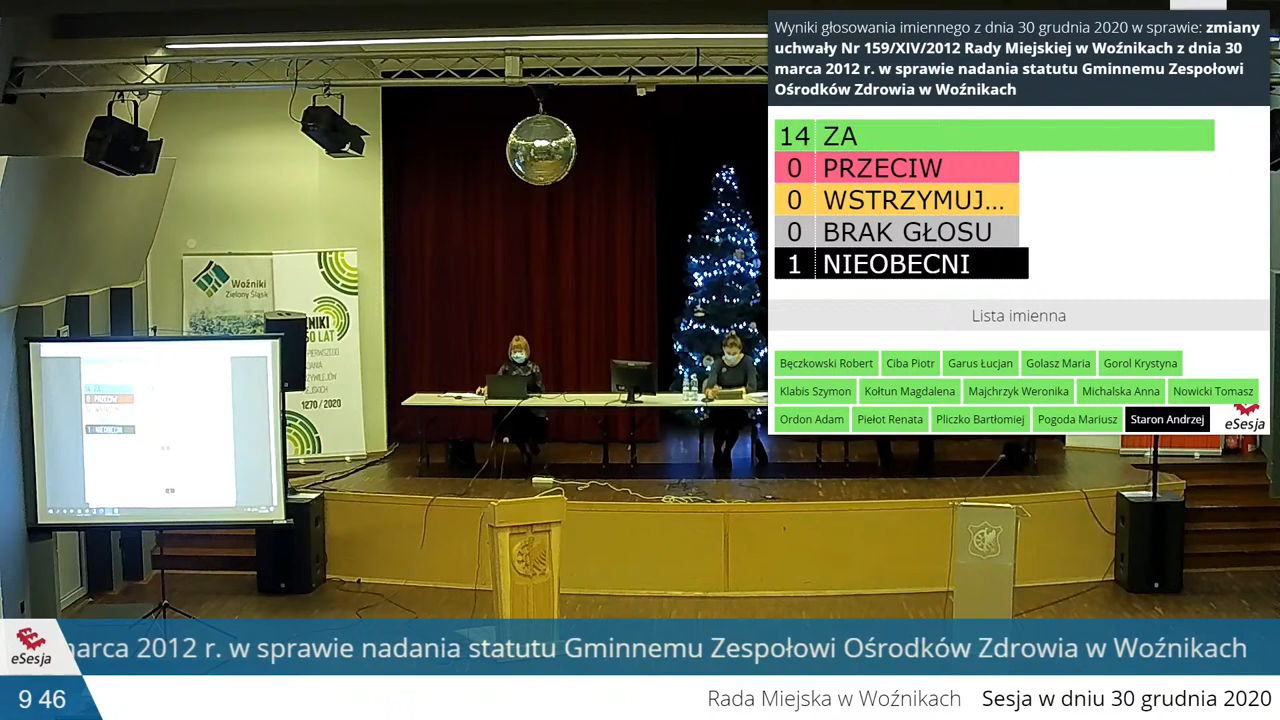 Wyniki głosowania imiennego z dnia 30 grudnia 2020 w sprawie: zmiany
uchwały Nr 159/XIV/2012 Rady Miejskiej w Woźnikach z dnia 30
marca 2012 r. w sprawie nadania statutu Gminnemu Zespołowi
Ośrodków Zdrowia w Woźnikach
14 ZA
0 PRZECIW
0 WSTRZYMUJ...
0 BRAK GŁOSU
1 NIEOBECNI
Lista imienna
Bęczkowski Robert Ciba Piotr Garus Łucjan Golasz Maria Gorol Krystyna
Klabis Szymon Kołtun Magdalena Majchrzyk Weronika Michalska Anna Nowicki Tomasz
Ordon Adam Piełot Renata Pliczko Bartłomiej Pogoda Mariusz Staron Andrzej
eSesja
Woźniki
Zielony Śląsk
1270 / 2020
eSesja
marca 2012 r. w sprawie nadania statutu Gminnemu Zespołowi Ośrodków Zdrowia w Woźnikach
9 46
Rada Miejska w Woźnikach Sesja w dniu 30 grudnia 2020